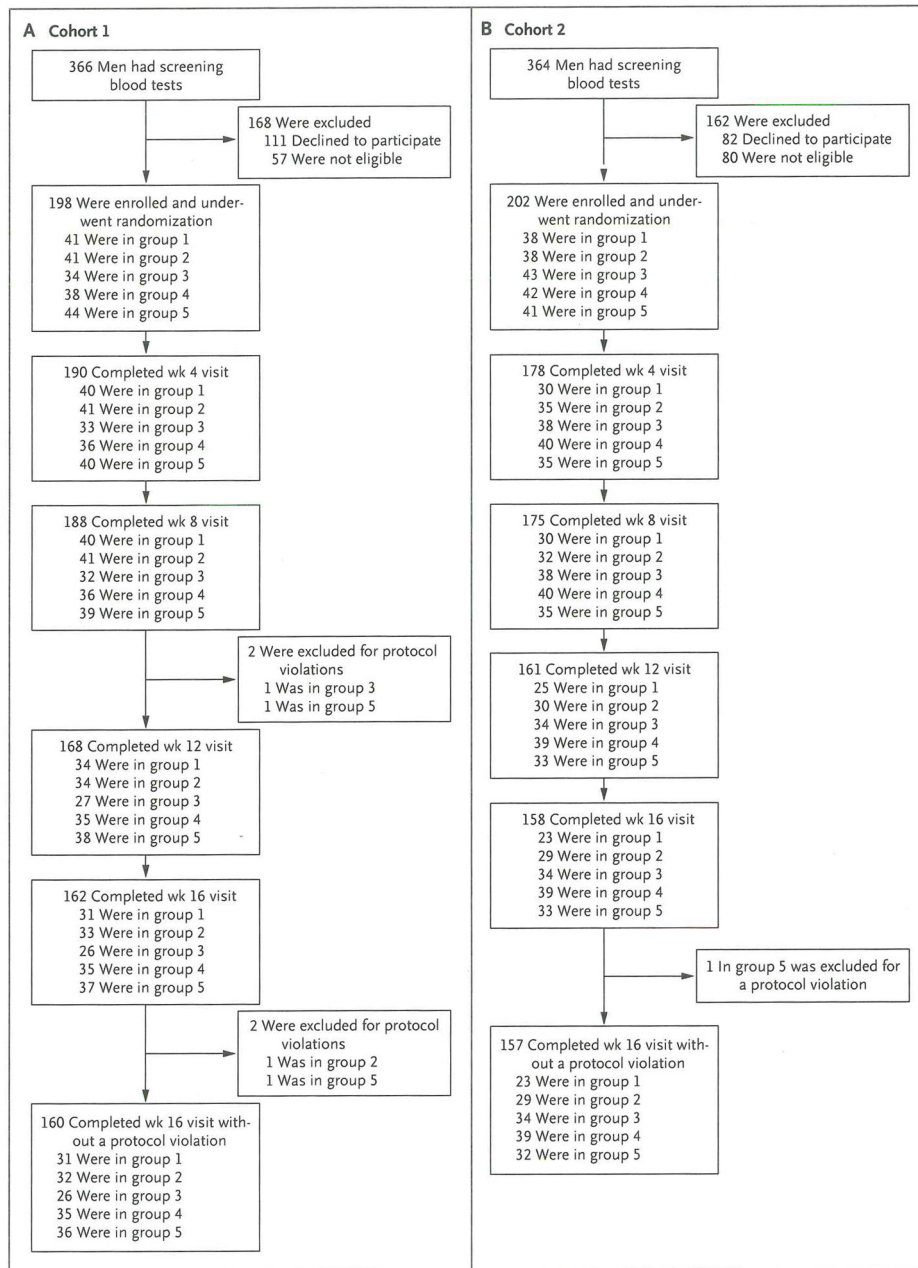 A Cohort 1
366 Men had screening
blood tests
168 Were excluded
111 Declined to participate
57 Were not eligible
198 Were enrolled and under-
went randomization
41 Were in group 1
41 Were in group 2
34 Were in group 3
38 Were in group 4
44 Were in group 5
190 Completed wk 4 visit
40 Were in group 1
41 Were in group 2
33 Were in group 3
36 Were in group 4
40 Were in group 5
188 Completed wk 8 visit
40 Were in group 1
41 Were in group 2
32 Were in group 3
36 Were in group 4
39 Were in group 5
2 Were excluded for protocol
violations
1 Was in group 3
1 Was in group 5
168 Completed wk 12 visit
34 Were in group 1
34 Were in group 2
27 Were in group 3
35 Were in group 4
38 Were in group 5
162 Completed wk 16 visit
31 Were in group 1
33 Were in group 2
26 Were in group 3
35 Were in group 4
37 Were in group 5
2 Were excluded for protocol
violations
1 Was in group 2
1 Was in group 5
160 Completed wk 16 visit with-
out a protocol violation
31 Were in group 1
32 Were in group 2
26 Were in group 3
35 Were in group 4
36 Were in group 5
B Cohort 2
364 Men had screening
blood tests
162 Were excluded
82 Declined to participate
80 Were not eligible
202 Were enrolled and under-
went randomization
38 Were in group 1
38 Were in group 2
43 Were in group 3
42 Were in group 4
41 Were in group 5
178 Completed wk 4 visit
30 Were in group 1
35 Were in group 2
38 Were in group 3
40 Were in group 4
35 Were in group 5
175 Completed wk 8 visit
30 Were in group 1
32 Were in group 2
38 Were in group 3
40 Were in group 4
35 Were in group 5
161 Completed wk 12 visit
25 Were in group 1
30 Were in group 2
34 Were in group 3
39 Were in group 4
33 Were in group 5
158 Completed wk 16 visit
23 Were in group 1
29 Were in group 2
34 Were in group 3
39 Were in group 4
33 Were in group 5
1 In group 5 was excluded for
a protocol violation
157 Completed wk 16 visit with-
out a protocol violation
23 Were in group 1
29 Were in group 2
34 Were in group 3
39 Were in group 4
32 Were in group 5